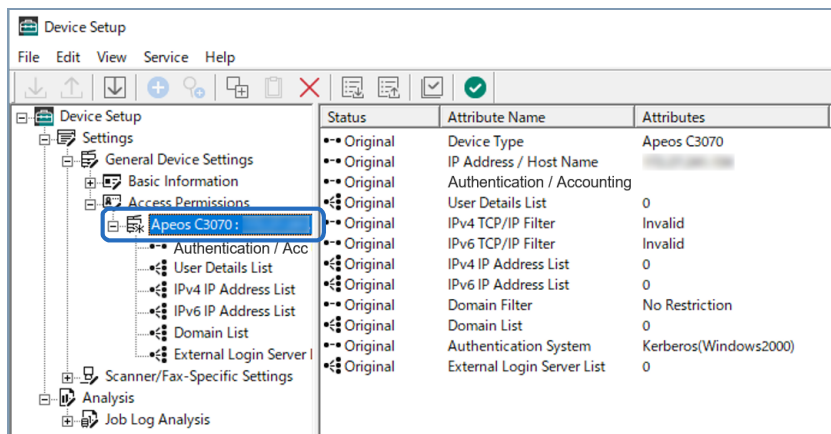 Device Setup
File Edit View Service Help
Device Setup
Settings
General Device Settings
Basic Information
Access Permissions
Apeos C3070:
Authentication / Acc
User Details List
IPv4 IP Address List
IPv6 IP Address List
Domain List
External Login Server l
Scanner/Fax-Specific Settings
Analysis
Job Log Analysis
Status Attribute Name Attributes
Original Device Type Apeos C3070
Original IP Address / Host Name
Original Authentication / Accounting
Original User Details List 0
Original IPv4 TCP/IP Filter Invalid
Original IPv6 TCP/IP Filter Invalid
Original IPv4 IP Address List 0
Original IPv6 IP Address List 0
Original Domain Filter No Restriction
Original Domain List 0
Original Authentication System Kerberos(Windows2000)
Original External Login Server List 0